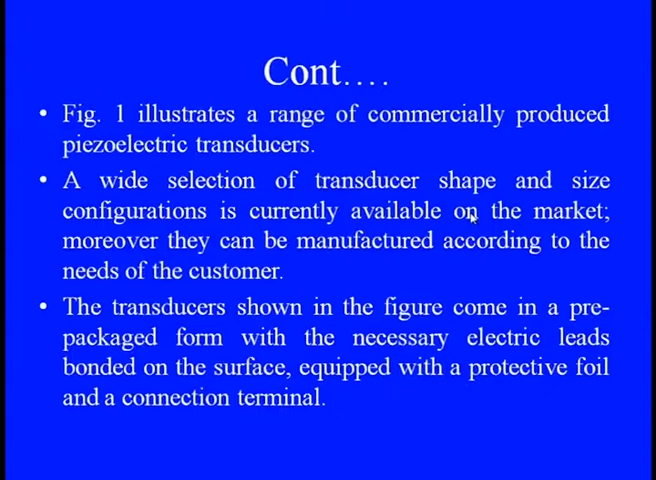 Cont….
• Fig. 1 illustrates a range of commercially produced
piezoelectric transducers.
• A wide selection of transducer shape and size
configurations is currently available on the market;
moreover they can be manufactured according to the
needs of the customer.
• The transducers shown in the figure come in a pre-
packaged form with the necessary electric leads
bonded on the surface, equipped with a protective foil
and a connection terminal.